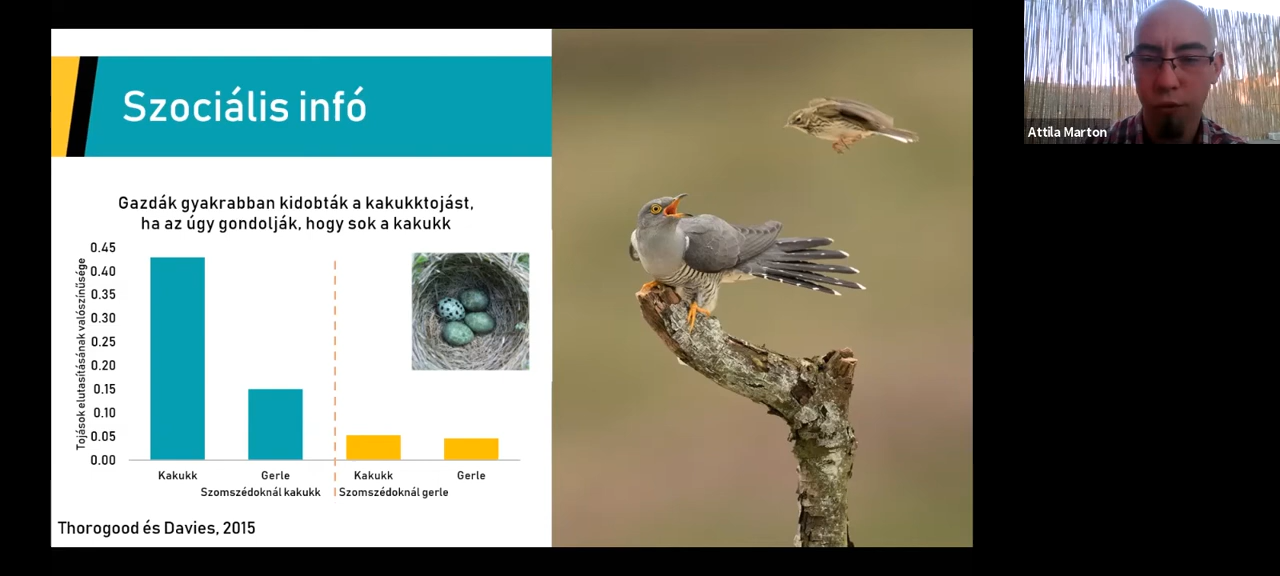 Szociális infó
Gazdák gyakrabban kidobták a kakukktojást,
ha az úgy gondolják, hogy sok a kakukk
Tojások elutasításának valószínűsége
0.45
0.40
0.35
0.30
0.25
0.20
0.15
0.10
0.05
0.00
Kakukk Gerle Kakukk Gerle
Szomszédoknál kakukk Szomszédoknál gerle
Thorogood és Davies, 2015
Attila Marton